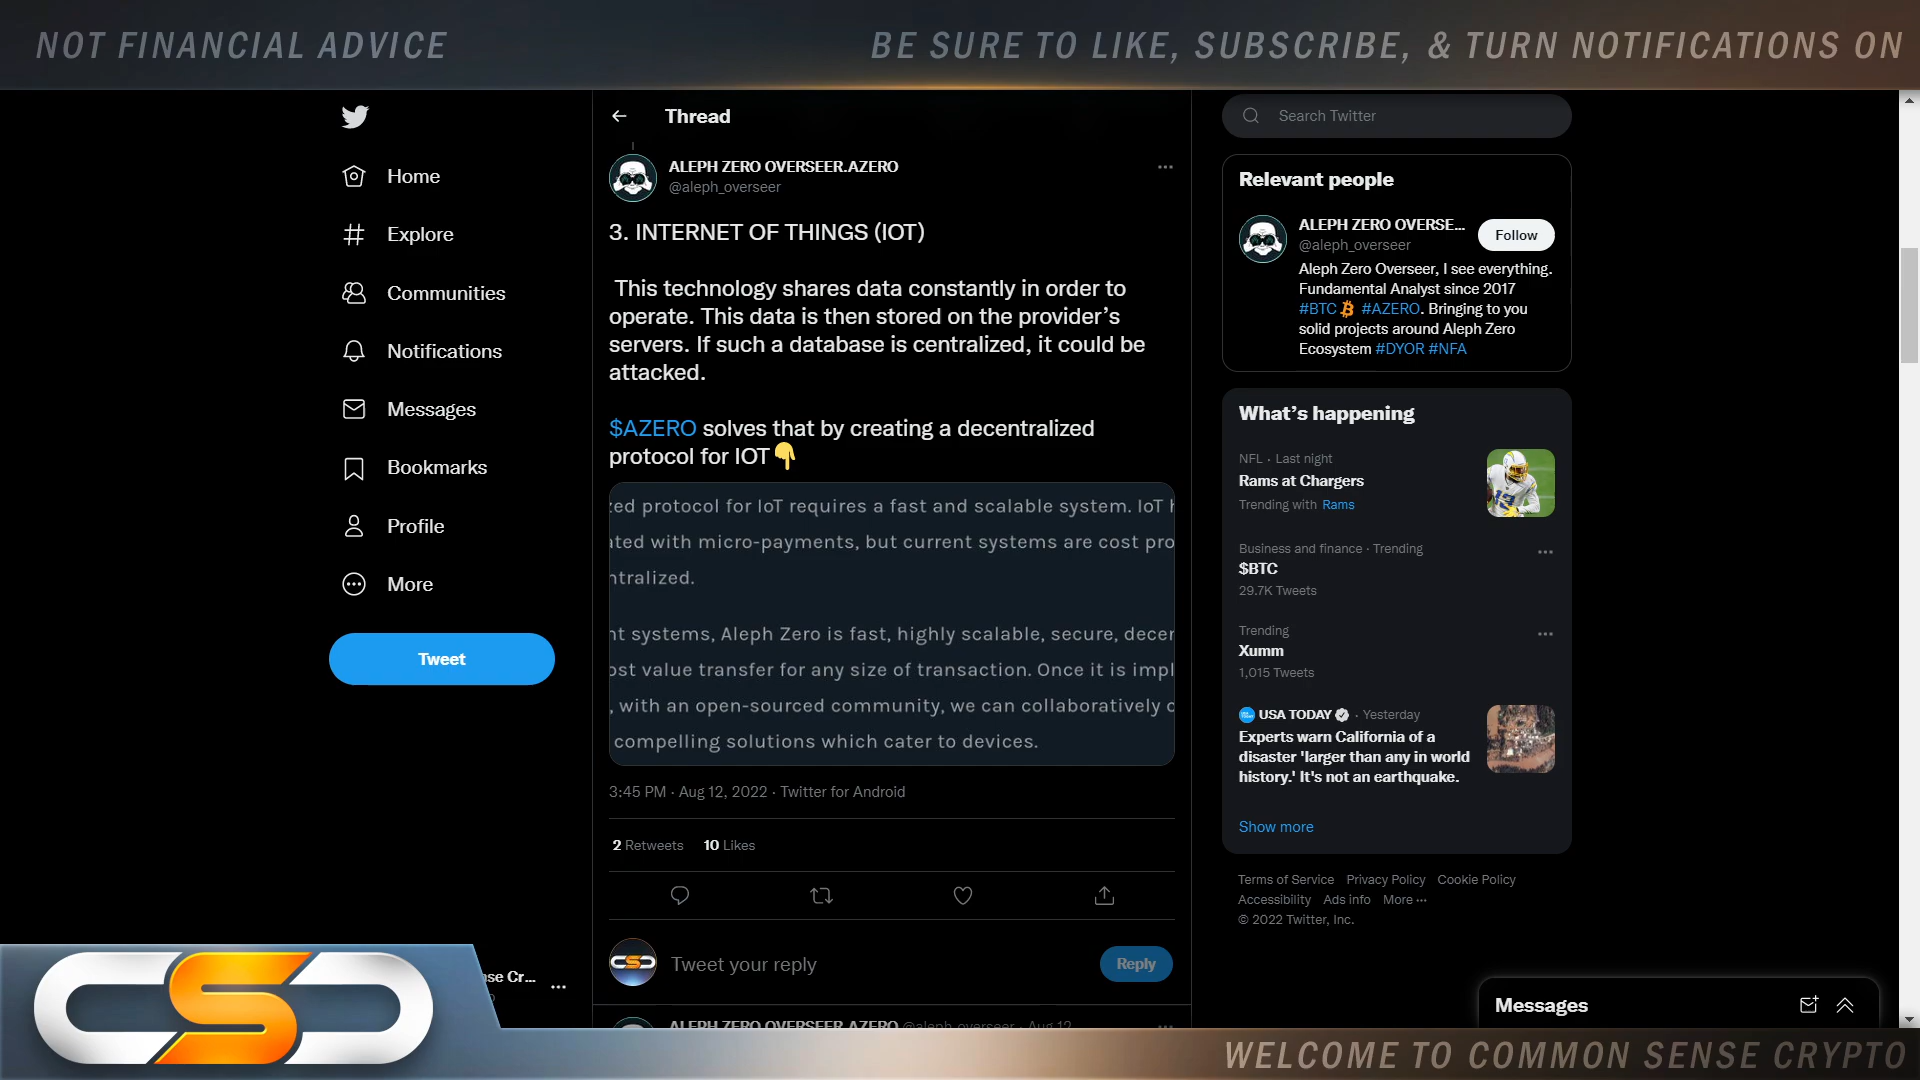 NOT FINANCIAL ADVICE
BE SURE TO LIKE, SUBSCRIBE, & TURN NOTIFICATIONS ON
Home
Explore
Communities
Notifications
Messages
Bookmarks
Profile
More
Tweet
nse Cr...
Thread
ALEPH ZERO OVERSEER.AZERO
@aleph_overseer
3. INTERNET OF THINGS (IOT)
This technology shares data constantly in order to
operate. This data is then stored on the provider’s
servers. If such a database is centralized, it could be
attacked.
$AZERO solves that by creating a decentralized
protocol for IOT👇
zed protocol for IoT requires a fast and scalable system. IoT
ated with micro-payments, but current systems are cost pro
ntralized.
nt systems, Aleph Zero is fast, highly scalable, secure, decen
ost value transfer for any size of transaction. Once it is impl
, with an open-sourced community, we can collaboratively c
compelling solutions which cater to devices.
3:45 PM · Aug 12, 2022 · Twitter for Android
2 Retweets 10 Likes
Tweet your reply
Reply
ALEPH ZERO OVERSEER.AZERO @aleph_overseer · Aug 12
Search Twitter
Relevant people
ALEPH ZERO OVERSE...
@aleph_overseer
Follow
Aleph Zero Overseer, I see everything.
Fundamental Analyst since 2017
#BTC #AZERO. Bringing to you
solid projects around Aleph Zero
Ecosystem #DYOR #NFA
What’s happening
NFL · Last night
Rams at Chargers
Trending with Rams
Business and finance · Trending
$BTC
29.7K Tweets
Trending
Xumm
1,015 Tweets
USA TODAY · Yesterday
Experts warn California of a
disaster 'larger than any in world
history.' It's not an earthquake.
Show more
Terms of Service Privacy Policy Cookie Policy
Accessibility Ads info More ···
© 2022 Twitter, Inc.
Messages
CSC
WELCOME TO COMMON SENSE CRYPTO